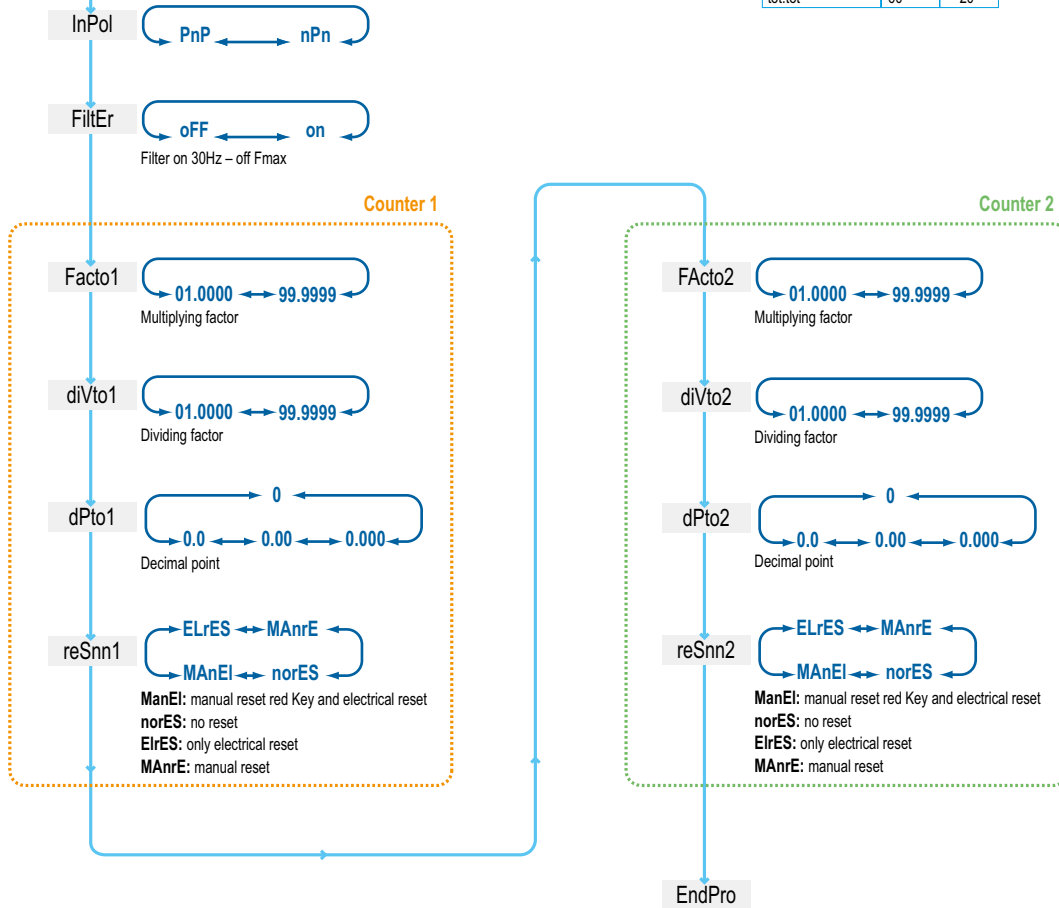 InPol
PnP nPn
FiltEr
oFF on
Filter on 30Hz – off Fmax
Counter 1
Facto1
01.0000 99.9999
Multiplying factor
diVto1
01.0000 99.9999
Dividing factor
dPto1
0
0.0 0.00 0.000
Decimal point
reSnn1
ELrES MAnrE
MAnEl norES
ManEl: manual reset red Key and electrical reset
norES: no reset
ElrES: only electrical reset
MAnrE: manual reset
Counter 2
FActo2
01.0000 99.9999
Multiplying factor
diVto2
01.0000 99.9999
Dividing factor
dPto2
0
0.0 0.00 0.000
Decimal point
reSnn2
ELrES MAnrE
MAnEl norES
ManEl: manual reset red Key and electrical reset
norES: no reset
ElrES: only electrical reset
MAnrE: manual reset
EndPro